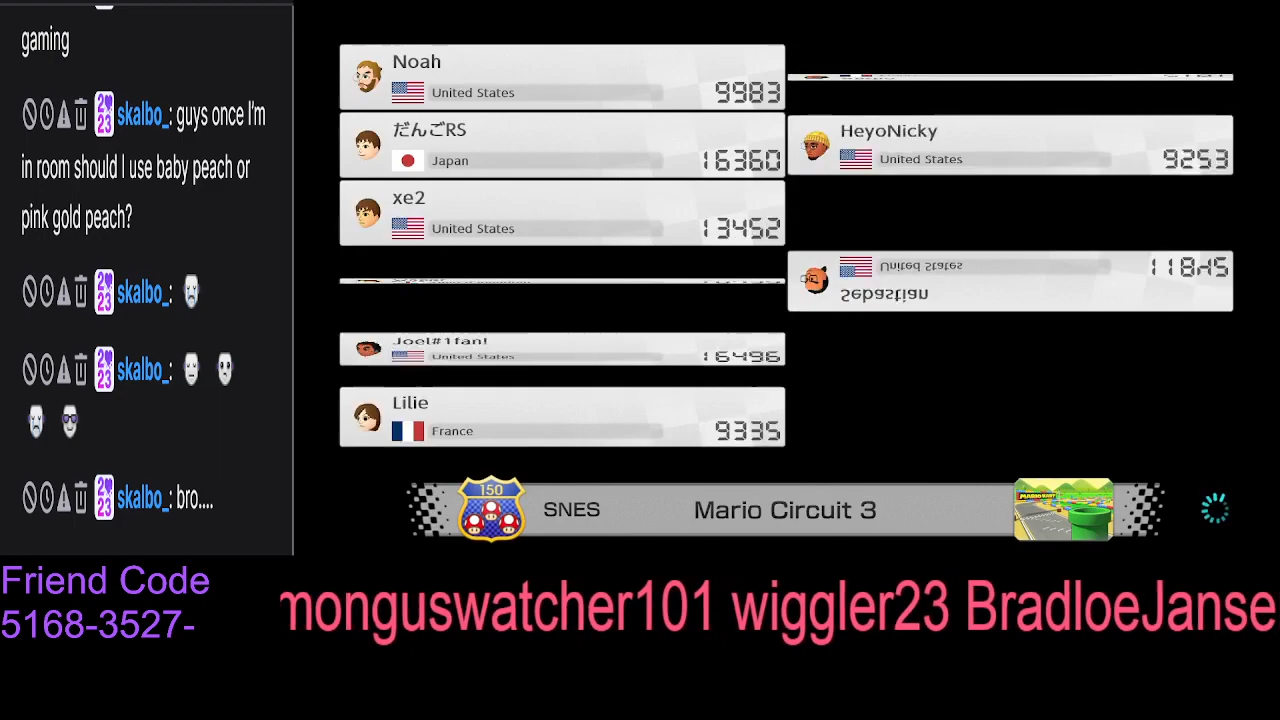 gaming
skalbo_: guys once I'm
in room should I use baby peach or
pink gold peach?
skalbo_:
skalbo_:
skalbo_: bro....
Friend Code
5168-3527-
Noah
United States
9983
だんごRS
Japan
16360
xe2
United States
13452
Joel#1fan!
United States
16496
Lilie
France
9335
HeyoNicky
United States
9253
United States
Sebastian
150
SNES
Mario Circuit 3
monguswatcher101 wiggler23 BradloeJanse